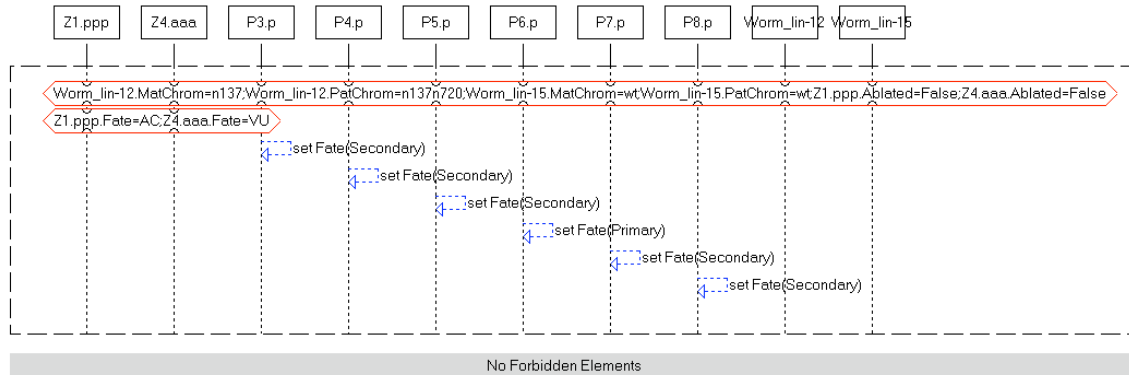 Z1.ppp Z4.aaa P3.p P4.p P5.p P6.p P7.p P8.p Worm_lin-12 Worm_lin-15
Worm_lin-12.MatChrom=n137;Worm_lin-12.PatChrom=n137n720;Worm_lin-15.MatChrom=wt;Worm_lin-15.PatChrom=wt;Z1.ppp.Ablated=False;Z4.aaa.Ablated=False
Z1.ppp.Fate=AC;Z4.aaa.Fate=VU
set Fate(Secondary)
set Fate(Secondary)
set Fate(Secondary)
set Fate(Primary)
set Fate(Secondary)
set Fate(Secondary)
No Forbidden Elements